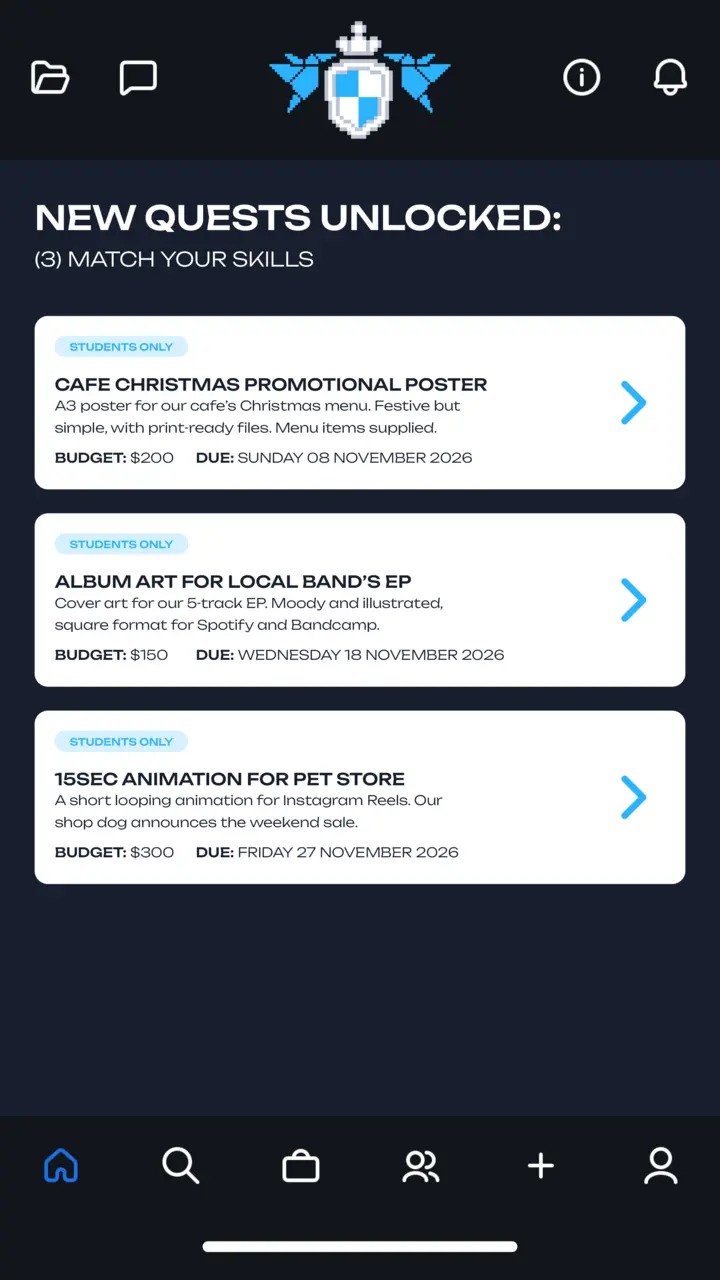 NEW QUESTS UNLOCKED:
(3) MATCH YOUR SKILLS
STUDENTS ONLY
CAFE CHRISTMAS PROMOTIONAL POSTER
A3 poster for our cafe’s Christmas menu. Festive but
simple, with print-ready files. Menu items supplied.
BUDGET: $200 DUE: SUNDAY 08 NOVEMBER 2026
STUDENTS ONLY
ALBUM ART FOR LOCAL BAND’S EP
Cover art for our 5-track EP. Moody and illustrated,
square format for Spotify and Bandcamp.
BUDGET: $150 DUE: WEDNESDAY 18 NOVEMBER 2026
STUDENTS ONLY
15SEC ANIMATION FOR PET STORE
A short looping animation for Instagram Reels. Our
shop dog announces the weekend sale.
BUDGET: $300 DUE: FRIDAY 27 NOVEMBER 2026